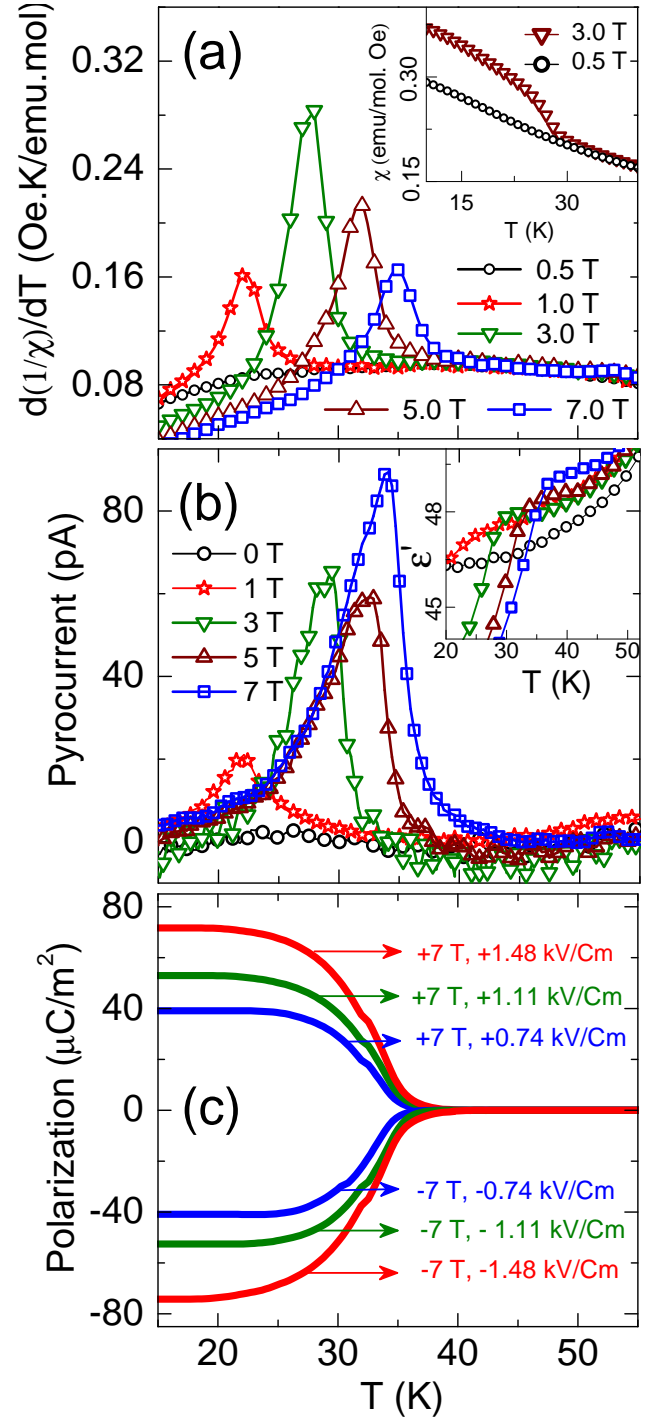 (a)
d(1/χ)/dT (Oe.K/emu.mol)
0.32
0.24
0.16
0.08
χ (emu/mol. Oe)
0.30
0.15
15
30
T (K)
3.0 T
0.5 T
0.5 T
1.0 T
3.0 T
5.0 T
7.0 T
(b)
Pyrocurrent (pA)
80
40
0
0 T
1 T
3 T
5 T
7 T
ε'
48
45
20
30
40
50
T (K)
(c)
Polarization (μC/m²)
80
40
0
-40
-80
+7 T, +1.48 kV/Cm
+7 T, +1.11 kV/Cm
+7 T, +0.74 kV/Cm
-7 T, -0.74 kV/Cm
-7 T, - 1.11 kV/Cm
-7 T, -1.48 kV/Cm
20
30
40
50
T (K)